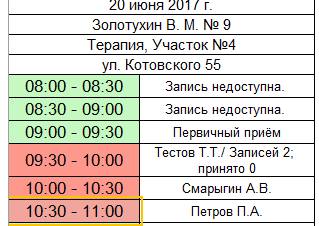 20 июня 2017 г.
Золотухин В. М. № 9
Терапия, Участок №4
ул. Котовского 55
08:00 - 08:30 Запись недоступна.
08:30 - 09:00 Запись недоступна.
09:00 - 09:30 Первичный приём
09:30 - 10:00 Тестов Т.Т./ Записей 2;
принято 0
10:00 - 10:30 Смарыгин А.В.
10:30 - 11:00 Петров П.А.